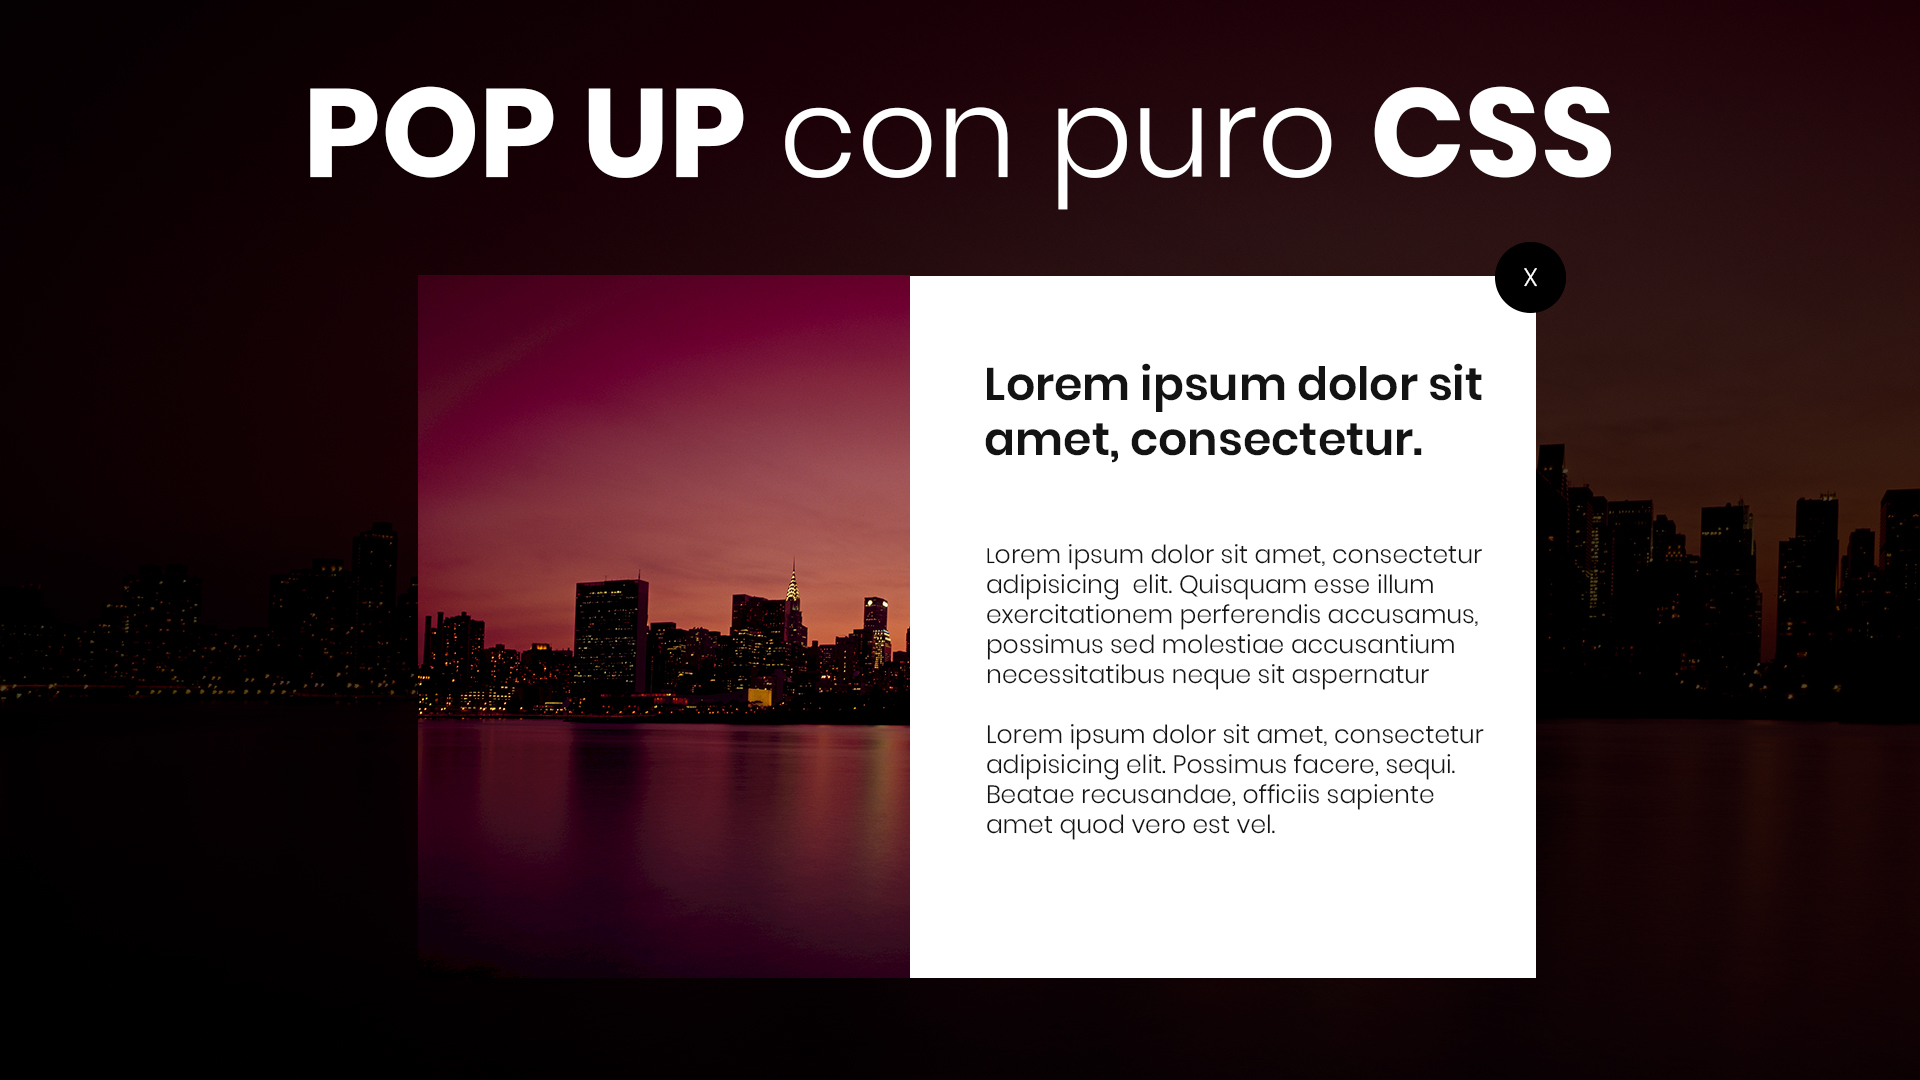 POP UP con puro CSS
X
Lorem ipsum dolor sit
amet, consectetur.
Lorem ipsum dolor sit amet, consectetur
adipisicing  elit. Quisquam esse illum
exercitationem perferendis accusamus,
possimus sed molestiae accusantium
necessitatibus neque sit aspernatur
Lorem ipsum dolor sit amet, consectetur
adipisicing elit. Possimus facere, sequi.
Beatae recusandae, officiis sapiente
amet quod vero est vel.